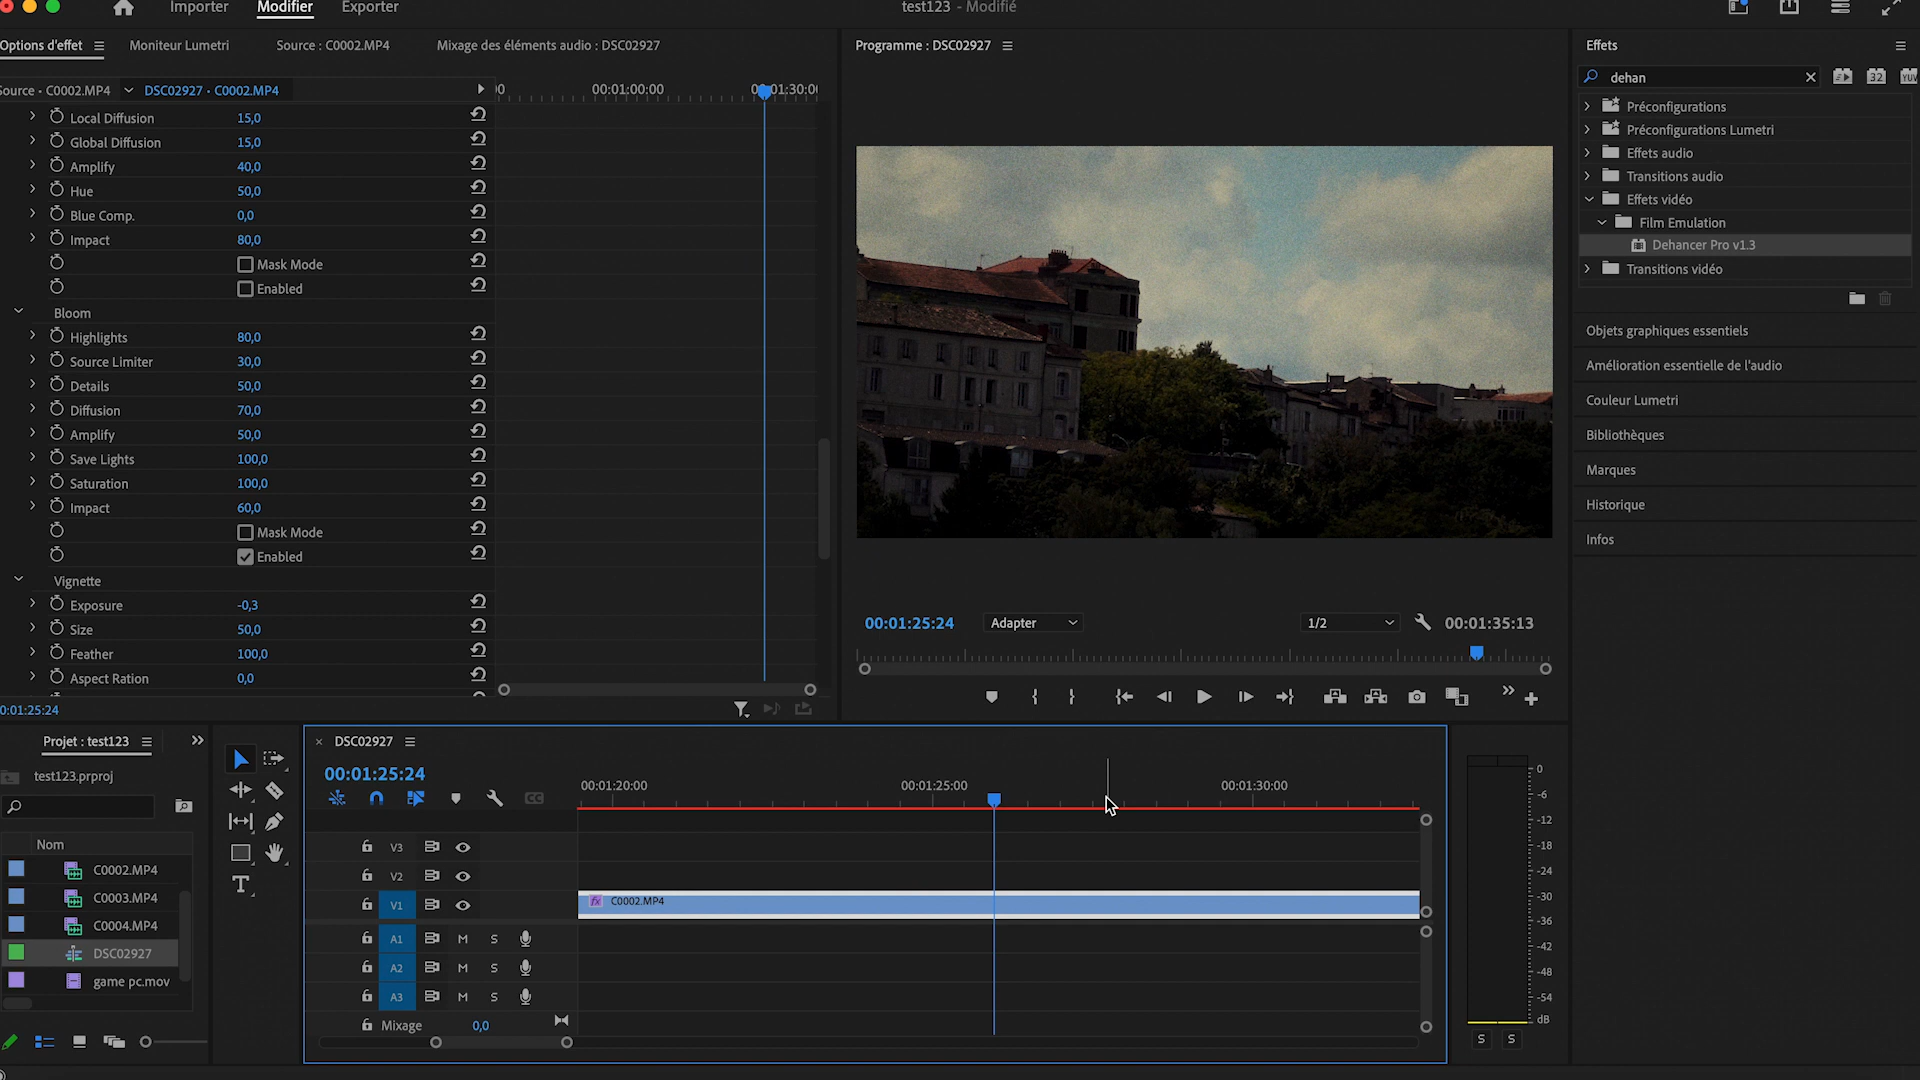 Importer
Modifier
Exporter
test123 - Modifié
Options d'effet
Moniteur Lumetri
Source : C0002.MP4
Mixage des éléments audio : DSC02927
Source • C0002.MP4
DSC02927 • C0002.MP4
00:01:00:00
Local Diffusion 15,0
Global Diffusion 15,0
Amplify 40,0
Hue 50,0
Blue Comp. 0,0
Impact 80,0
Mask Mode
Enabled
Bloom
Highlights 80,0
Source Limiter 30,0
Details 50,0
Diffusion 70,0
Amplify 50,0
Save Lights 100,0
Saturation 100,0
Impact 60,0
Mask Mode
Enabled
Vignette
Exposure -0,3
Size 50,0
Feather 100,0
Aspect Ration 0,0
0:01:25:24
Programme : DSC02927
00:01:25:24
Adapter
1/2
00:01:35:13
Effets
dehan
32
YUV
Préconfigurations
Préconfigurations Lumetri
Effets audio
Transitions audio
Effets vidéo
Film Emulation
Dehancer Pro v1.3
Transitions vidéo
Objets graphiques essentiels
Amélioration essentielle de l'audio
Couleur Lumetri
Bibliothèques
Marques
Historique
Infos
Projet : test123
test123.prproj
Nom
C0002.MP4
C0003.MP4
C0004.MP4
DSC02927
game pc.mov
DSC02927
00:01:25:24
00:01:20:00
00:01:25:00
00:01:30:00
V3
V2
V1
fx C0002.MP4
A1 M S
A2 M S
A3 M S
Mixage 0,0
0
-6
-12
-18
-24
-30
-36
-42
-48
-54
dB
S S